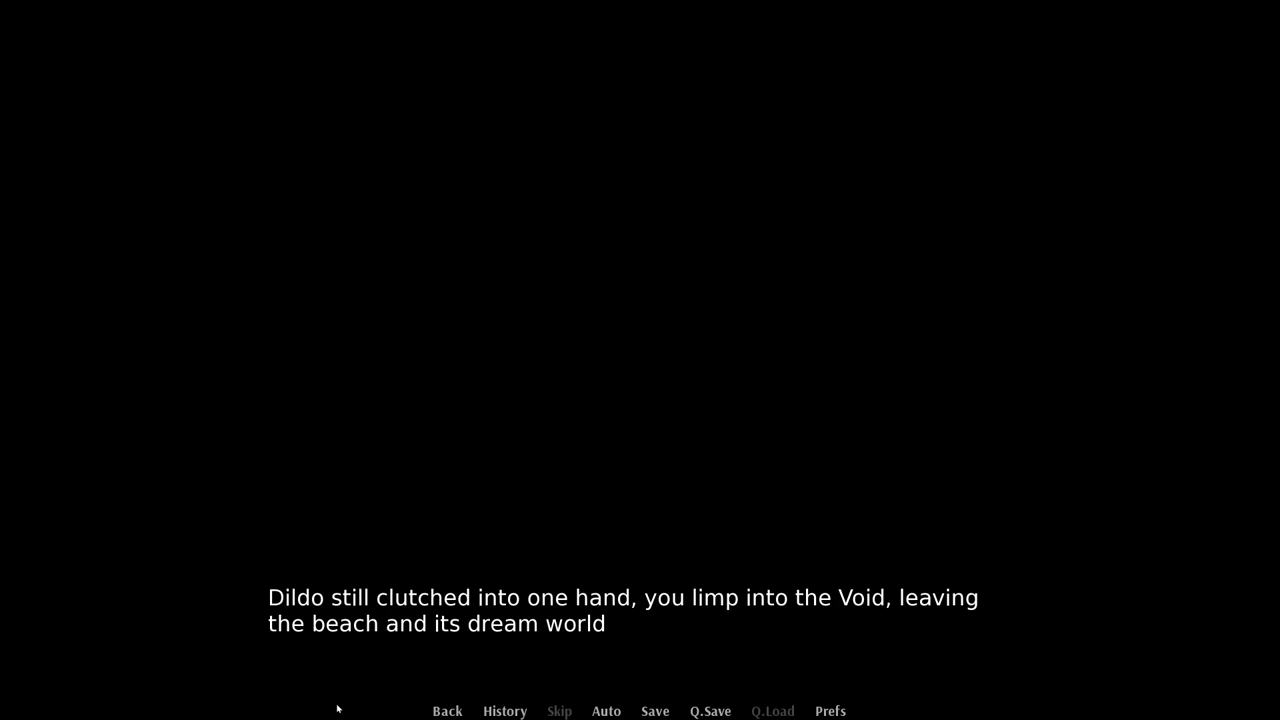 Dildo still clutched into one hand, you limp into the Void, leaving
the beach and its dream world
Back History Skip Auto Save Q.Save Q.Load Prefs